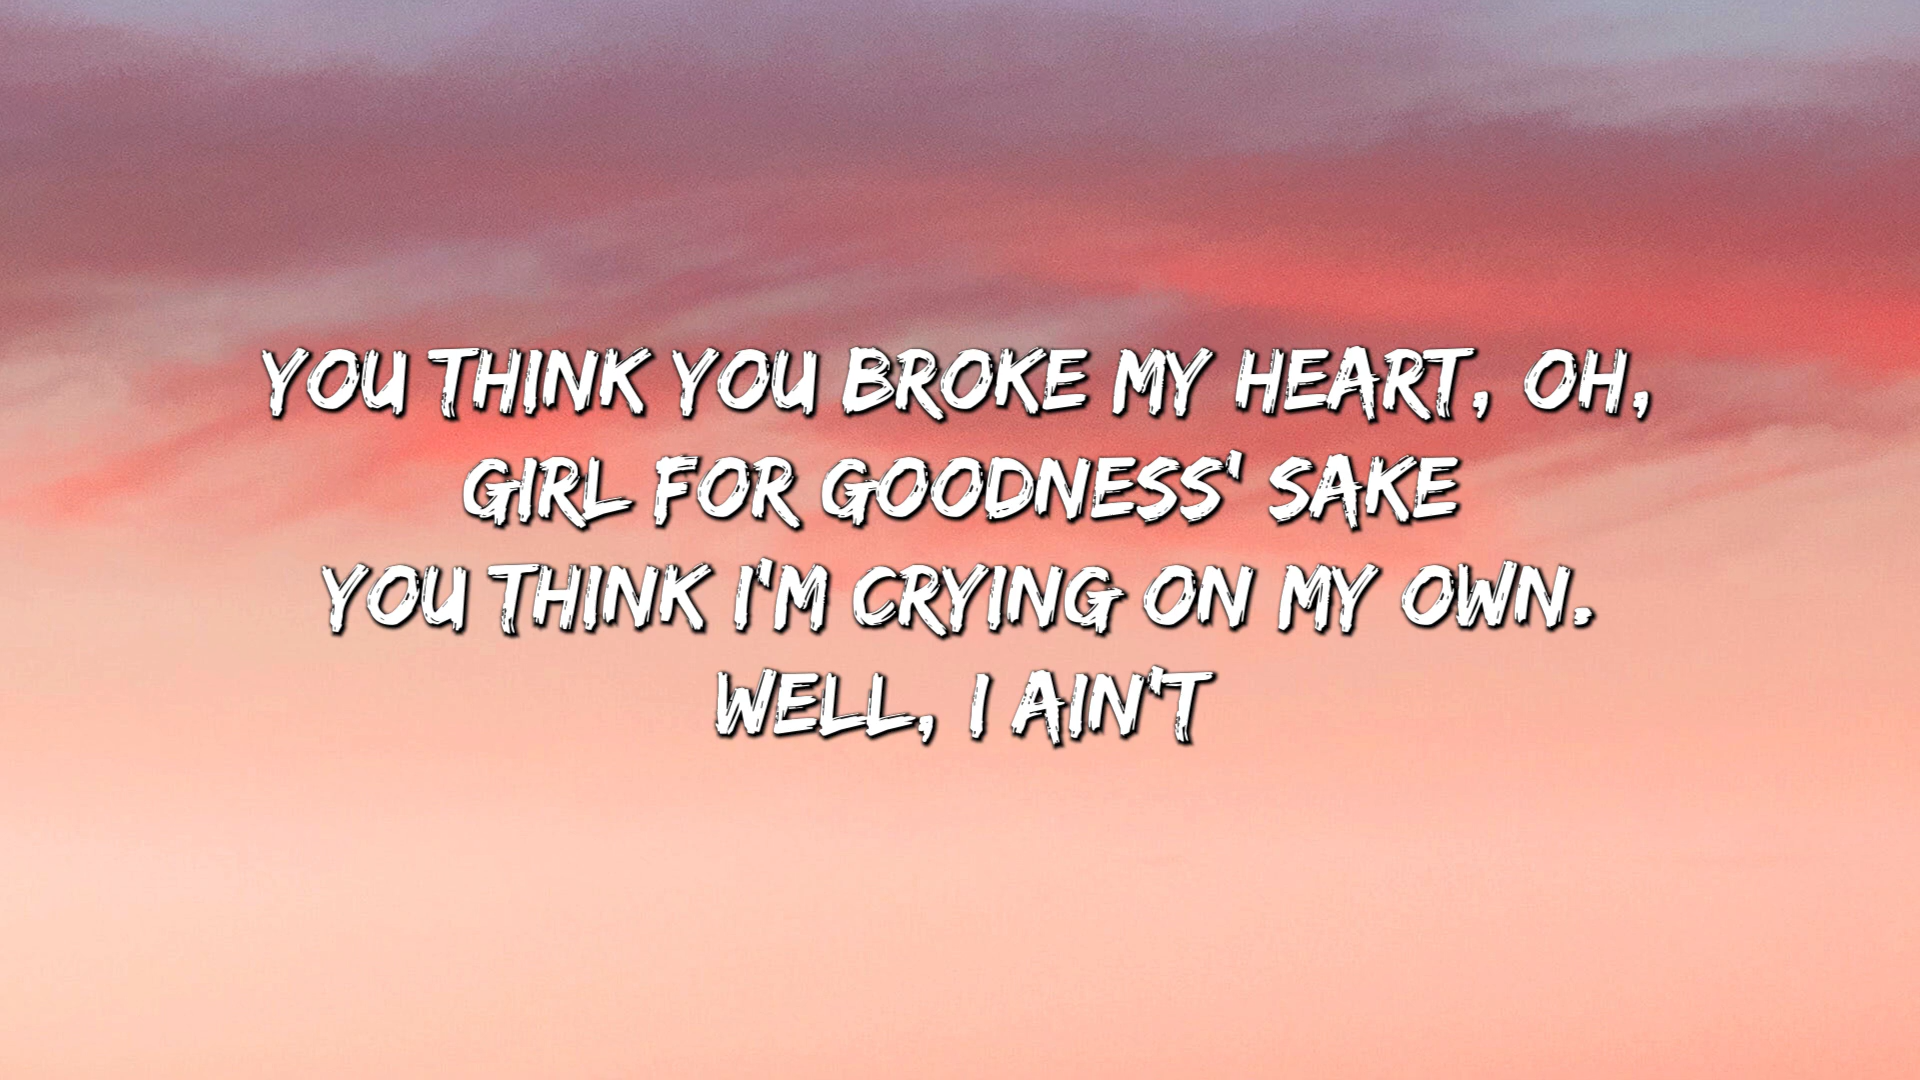 YOU THINK YOU BROKE MY HEART, OH,
GIRL FOR GOODNESS' SAKE
YOU THINK I'M CRYING ON MY OWN.
WELL, I AIN'T